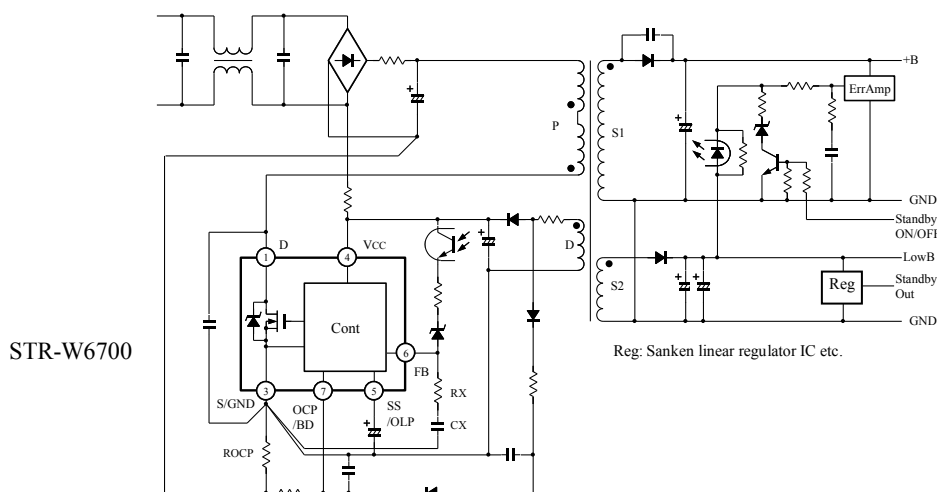 +B
ErrAmp
P
S1
GND
Standby
ON/OFF
D
1
D
VCC
4
LowB
S2
Reg
Standby
Out
Cont
GND
STR-W6700
6
FB
Reg: Sanken linear regulator IC etc.
3
7
5
S/GND
OCP
/BD
SS
/OLP
RX
CX
ROCP